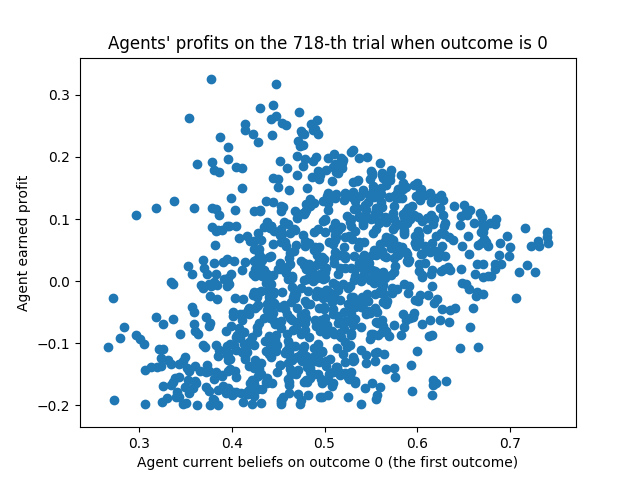 Agents' profits on the 718-th trial when outcome is 0
Agent earned profit
0.3
0.2
0.1
0.0
−0.1
−0.2
0.3 0.4 0.5 0.6 0.7
Agent current beliefs on outcome 0 (the first outcome)